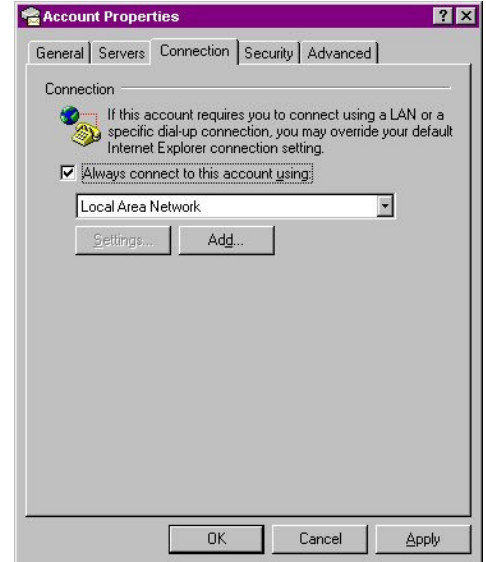 Account Properties
General Servers Connection Security Advanced
Connection
If this account requires you to connect using a LAN or a
specific dial-up connection, you may override your default
Internet Explorer connection setting.
Always connect to this account using:
Local Area Network
Settings... Add...
OK Cancel Apply